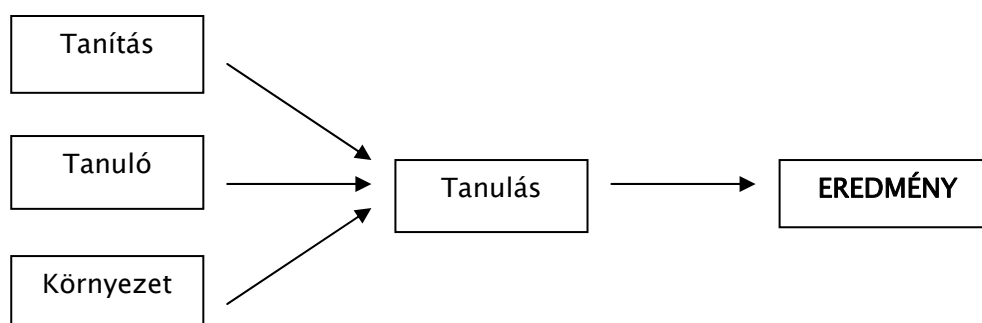 Tanítás
Tanuló
Környezet
Tanulás
EREDMÉNY